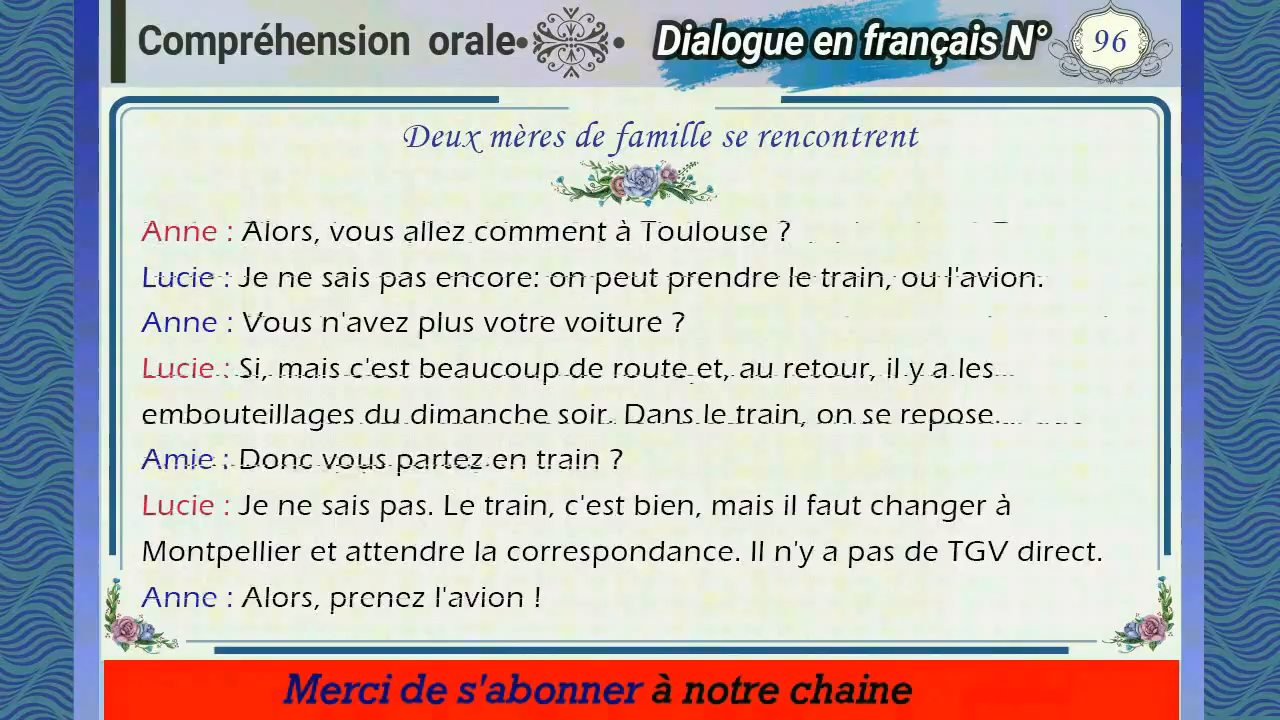 Compréhension orale Dialogue en français N° 96
Deux mères de famille se rencontrent
Anne : Alors, vous allez comment à Toulouse ?
Lucie : Je ne sais pas encore: on peut prendre le train, ou l'avion.
Anne : Vous n'avez plus votre voiture ?
Lucie : Si, mais c'est beaucoup de route et, au retour, il y a les
embouteillages du dimanche soir. Dans le train, on se repose...
Amie : Donc vous partez en train ?
Lucie : Je ne sais pas. Le train, c'est bien, mais il faut changer à
Montpellier et attendre la correspondance. Il n'y a pas de TGV direct.
Anne : Alors, prenez l'avion !
Merci de s'abonner à notre chaine